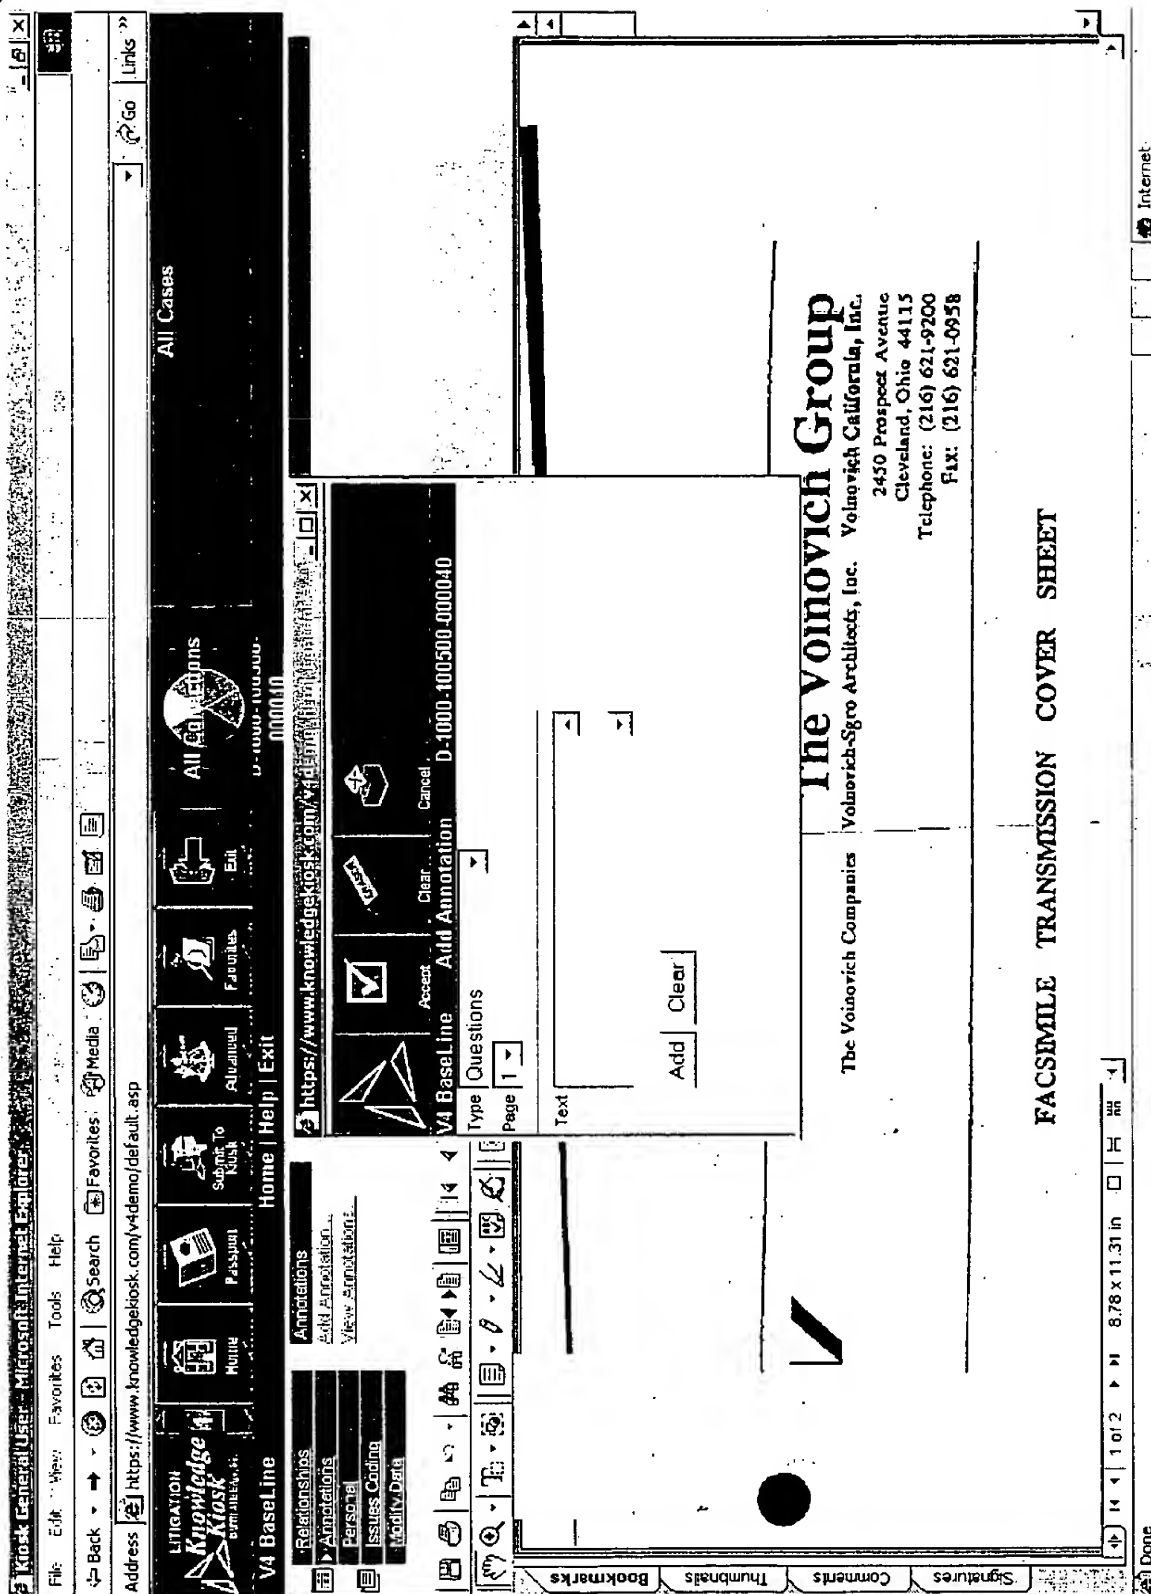 Kiosk General User - Microsoft Internet Explorer
File Edit View Favorites Tools Help
Back Search Favorites Media
Address https://www.knowledgekiosk.com/v4demo/default.asp Go Links »
LITIGATION
Knowledge
Kiosk
Home Passport Submit To Kiosk Advanced Favorites Exit
All Collections
All Cases
V4 BaseLine Home | Help | Exit D-1000-100500-
000040
Relationships
Annotations
Personal
Issues Coding
Modify Data
Annotations
Add Annotation...
View Annotations...
https://www.knowledgekiosk.com/v4demo
Accept Clear Cancel
V4 BaseLine Add Annotation D-1000-100500-000040
Type Questions
Page 1
Text
Add Clear
Bookmarks
Thumbnails
Comments
Signatures
The Voinovich Group
The Voinovich Companies Voinovich-Sgro Architects, Inc. Voinovich California, Inc.
2450 Prospect Avenue
Cleveland, Ohio 44115
Telephone: (216) 621-9200
Fax: (216) 621-0958
FACSIMILE TRANSMISSION COVER SHEET
1 of 2 8.78 x 11.31 in
Done Internet